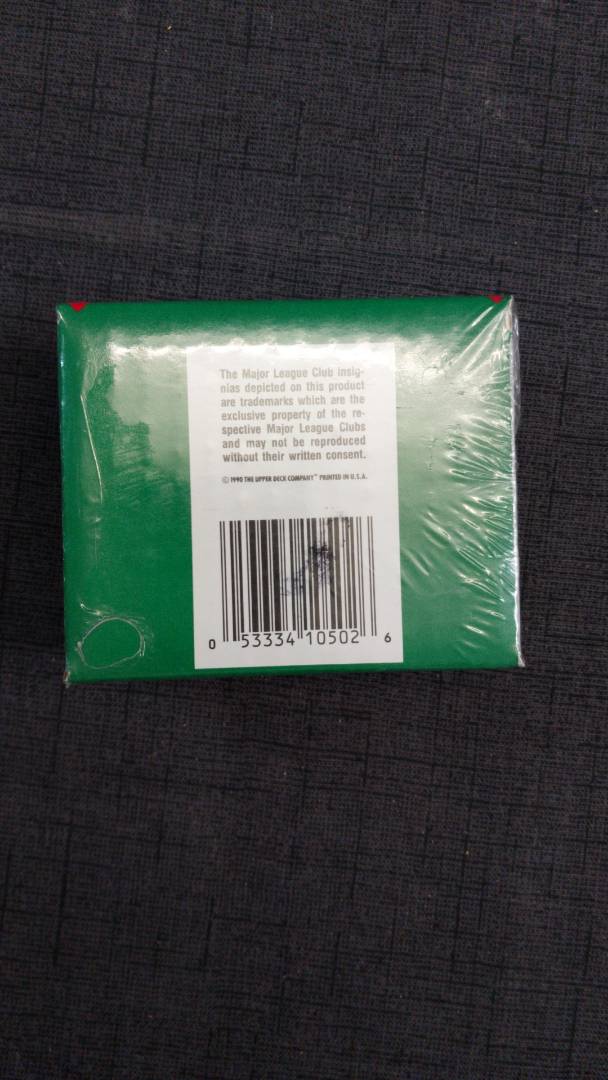 The Major League Club insig-
nias depicted on this product
are trademarks which are the
exclusive property of the re-
spective Major League Clubs
and may not be reproduced
without their written consent.
© 1990 THE UPPER DECK COMPANY™ PRINTED IN U.S.A.
0 53334 10502 6